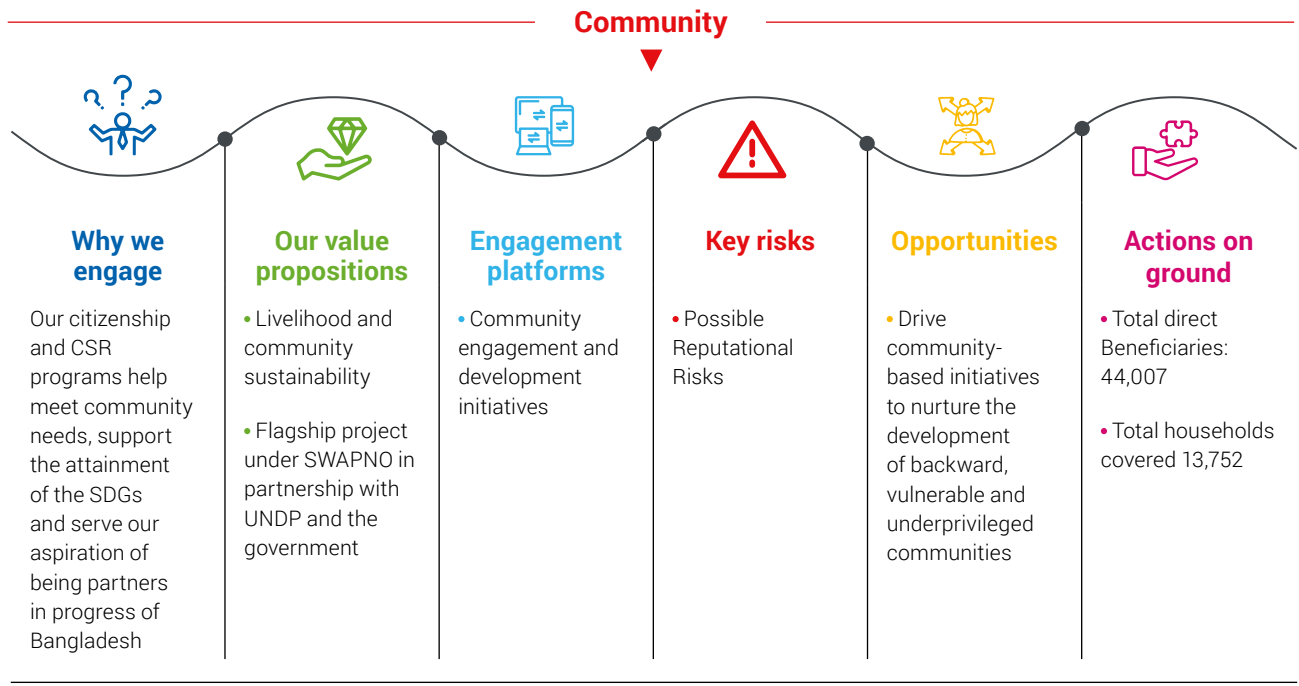 Community
Why we
engage
Our citizenship
and CSR
programs help
meet community
needs, support
the attainment
of the SDGs
and serve our
aspiration of
being partners
in progress of
Bangladesh
Our value
propositions
• Livelihood and
community
sustainability
• Flagship project
under SWAPNO in
partnership with
UNDP and the
government
Engagement
platforms
• Community
engagement and
development
initiatives
Key risks
• Possible
Reputational
Risks
Opportunities
• Drive
community-
based initiatives
to nurture the
development
of backward,
vulnerable and
underprivileged
communities
Actions on
ground
• Total direct
Beneficiaries:
44,007
• Total households
covered 13,752